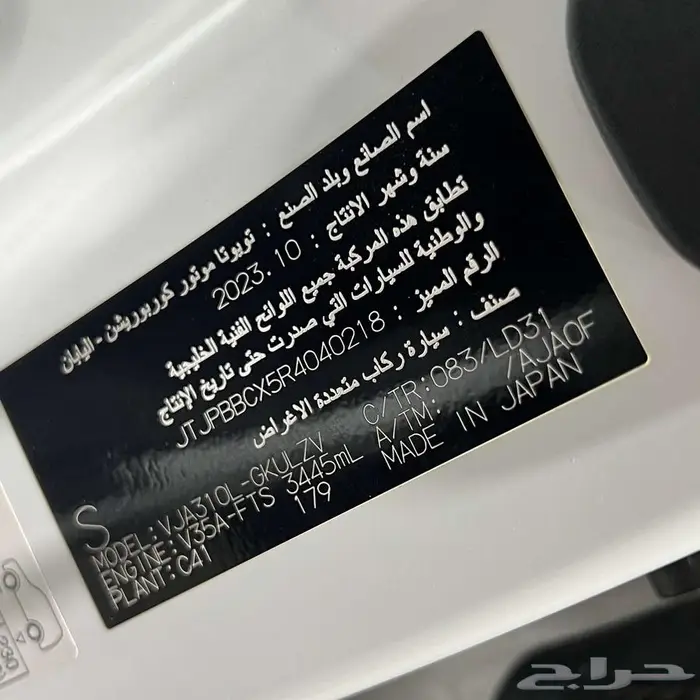 اسم الصانع وبلد الصنع : تويوتا موتور كوربوريشن - اليابان
سنة وشهر الانتاج : 2023.10
تطابق هذه المركبة جميع اللوائح الفنية الخليجية
والوطنية للسيارات التي صدرت حتى تاريخ الإنتاج
الرقم المميز : JTJPBBCX5R4040218
صنف : سيارة ركاب متعددة الاغراض
S
MODEL:VJA310L-GKULZV C/TR:083/LD31
ENGINE:V35A-FTS 3445mL A/TM: /AJA0F
PLANT:C41 179 MADE IN JAPAN
حراج